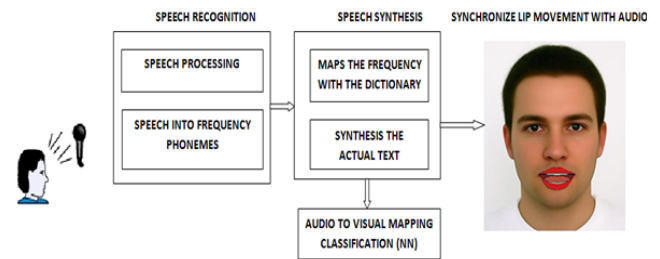 SPEECH RECOGNITION
SPEECH SYNTHESIS
SYNCHRONIZE LIP MOVEMENT WITH AUDIO
SPEECH PROCESSING
SPEECH INTO FREQUENCY
PHONEMES
MAPS THE FREQUENCY
WITH THE DICTIONARY
SYNTHESIS THE
ACTUAL TEXT
AUDIO TO VISUAL MAPPING
CLASSIFICATION (NN)